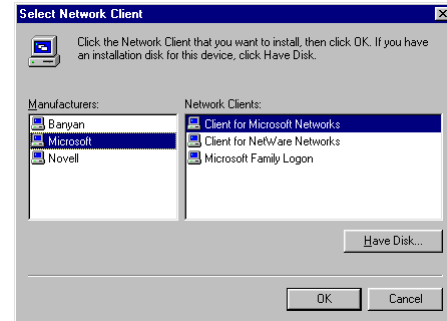 Select Network Client
Click the Network Client that you want to install, then click OK. If you have
an installation disk for this device, click Have Disk.
Manufacturers:
Banyan
Microsoft
Novell
Network Clients:
Client for Microsoft Networks
Client for NetWare Networks
Microsoft Family Logon
Have Disk...
OK
Cancel